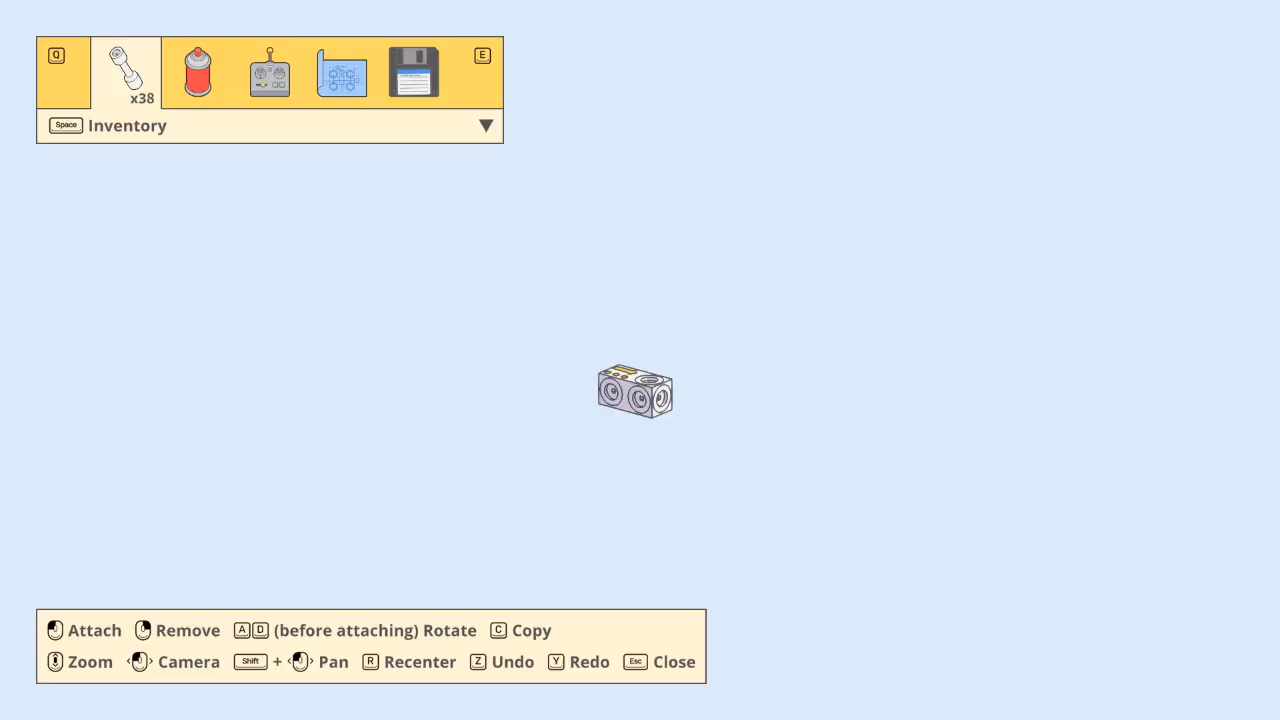 Q
x38
E
Space Inventory
Attach Remove A D (before attaching) Rotate C Copy
Zoom Camera Shift + Pan R Recenter Z Undo Y Redo Esc Close